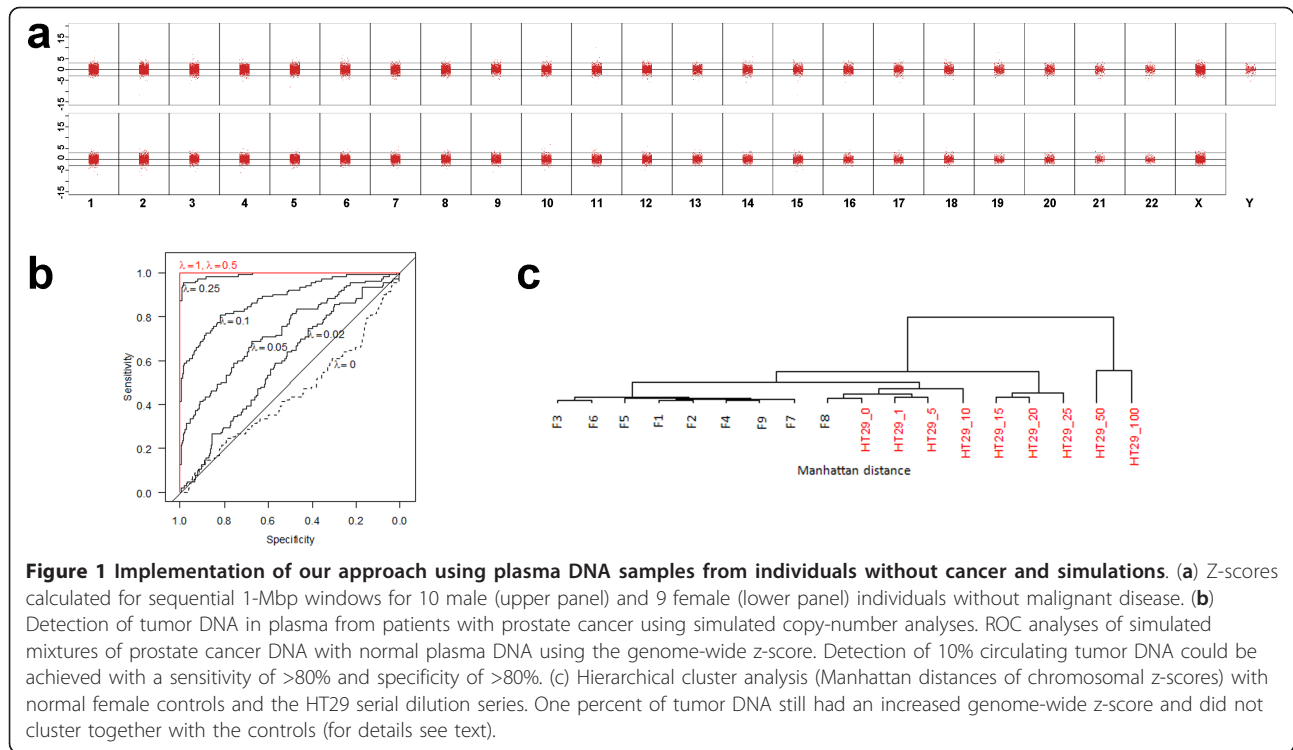 a
15
5
0
-5
-15
15
5
0
-5
-15
1 2 3 4 5 6 7 8 9 10 11 12 13 14 15 16 17 18 19 20 21 22 X Y
b
λ=1, λ=0.5
λ=0.25
λ=0.1
λ=0.05
λ=0.02
λ=0
Sensitivity
1.0
0.8
0.6
0.4
0.2
0.0
1.0 0.8 0.6 0.4 0.2 0.0
Specificity
c
F3 F6 F5 F1 F2 F4 F9 F7 F8 HT29_0 HT29_1 HT29_5 HT29_10 HT29_15 HT29_20 HT29_25 HT29_50 HT29_100
Manhattan distance
Figure 1 Implementation of our approach using plasma DNA samples from individuals without cancer and simulations. (a) Z-scores
calculated for sequential 1-Mbp windows for 10 male (upper panel) and 9 female (lower panel) individuals without malignant disease. (b)
Detection of tumor DNA in plasma from patients with prostate cancer using simulated copy-number analyses. ROC analyses of simulated
mixtures of prostate cancer DNA with normal plasma DNA using the genome-wide z-score. Detection of 10% circulating tumor DNA could be
achieved with a sensitivity of >80% and specificity of >80%. (c) Hierarchical cluster analysis (Manhattan distances of chromosomal z-scores) with
normal female controls and the HT29 serial dilution series. One percent of tumor DNA still had an increased genome-wide z-score and did not
cluster together with the controls (for details see text).